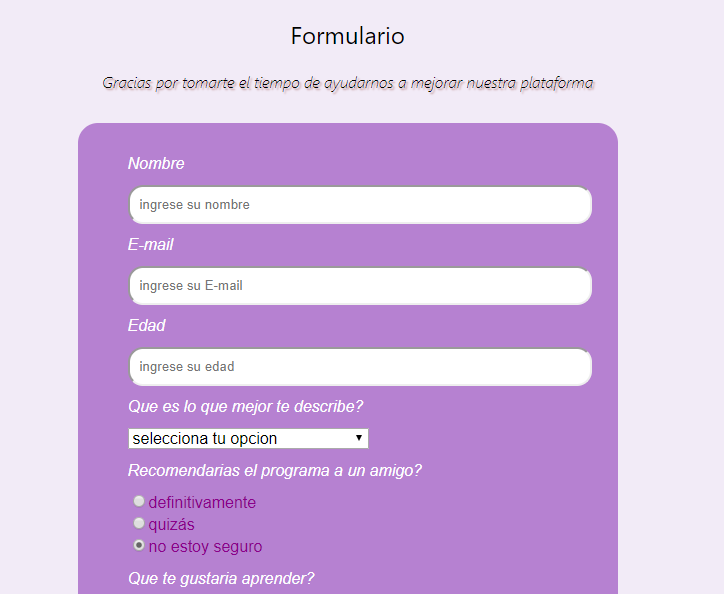 Formulario
Gracias por tomarte el tiempo de ayudarnos a mejorar nuestra plataforma
Nombre
ingrese su nombre
E-mail
ingrese su E-mail
Edad
ingrese su edad
Que es lo que mejor te describe?
selecciona tu opcion
Recomendarias el programa a un amigo?
definitivamente
quizás
no estoy seguro
Que te gustaria aprender?